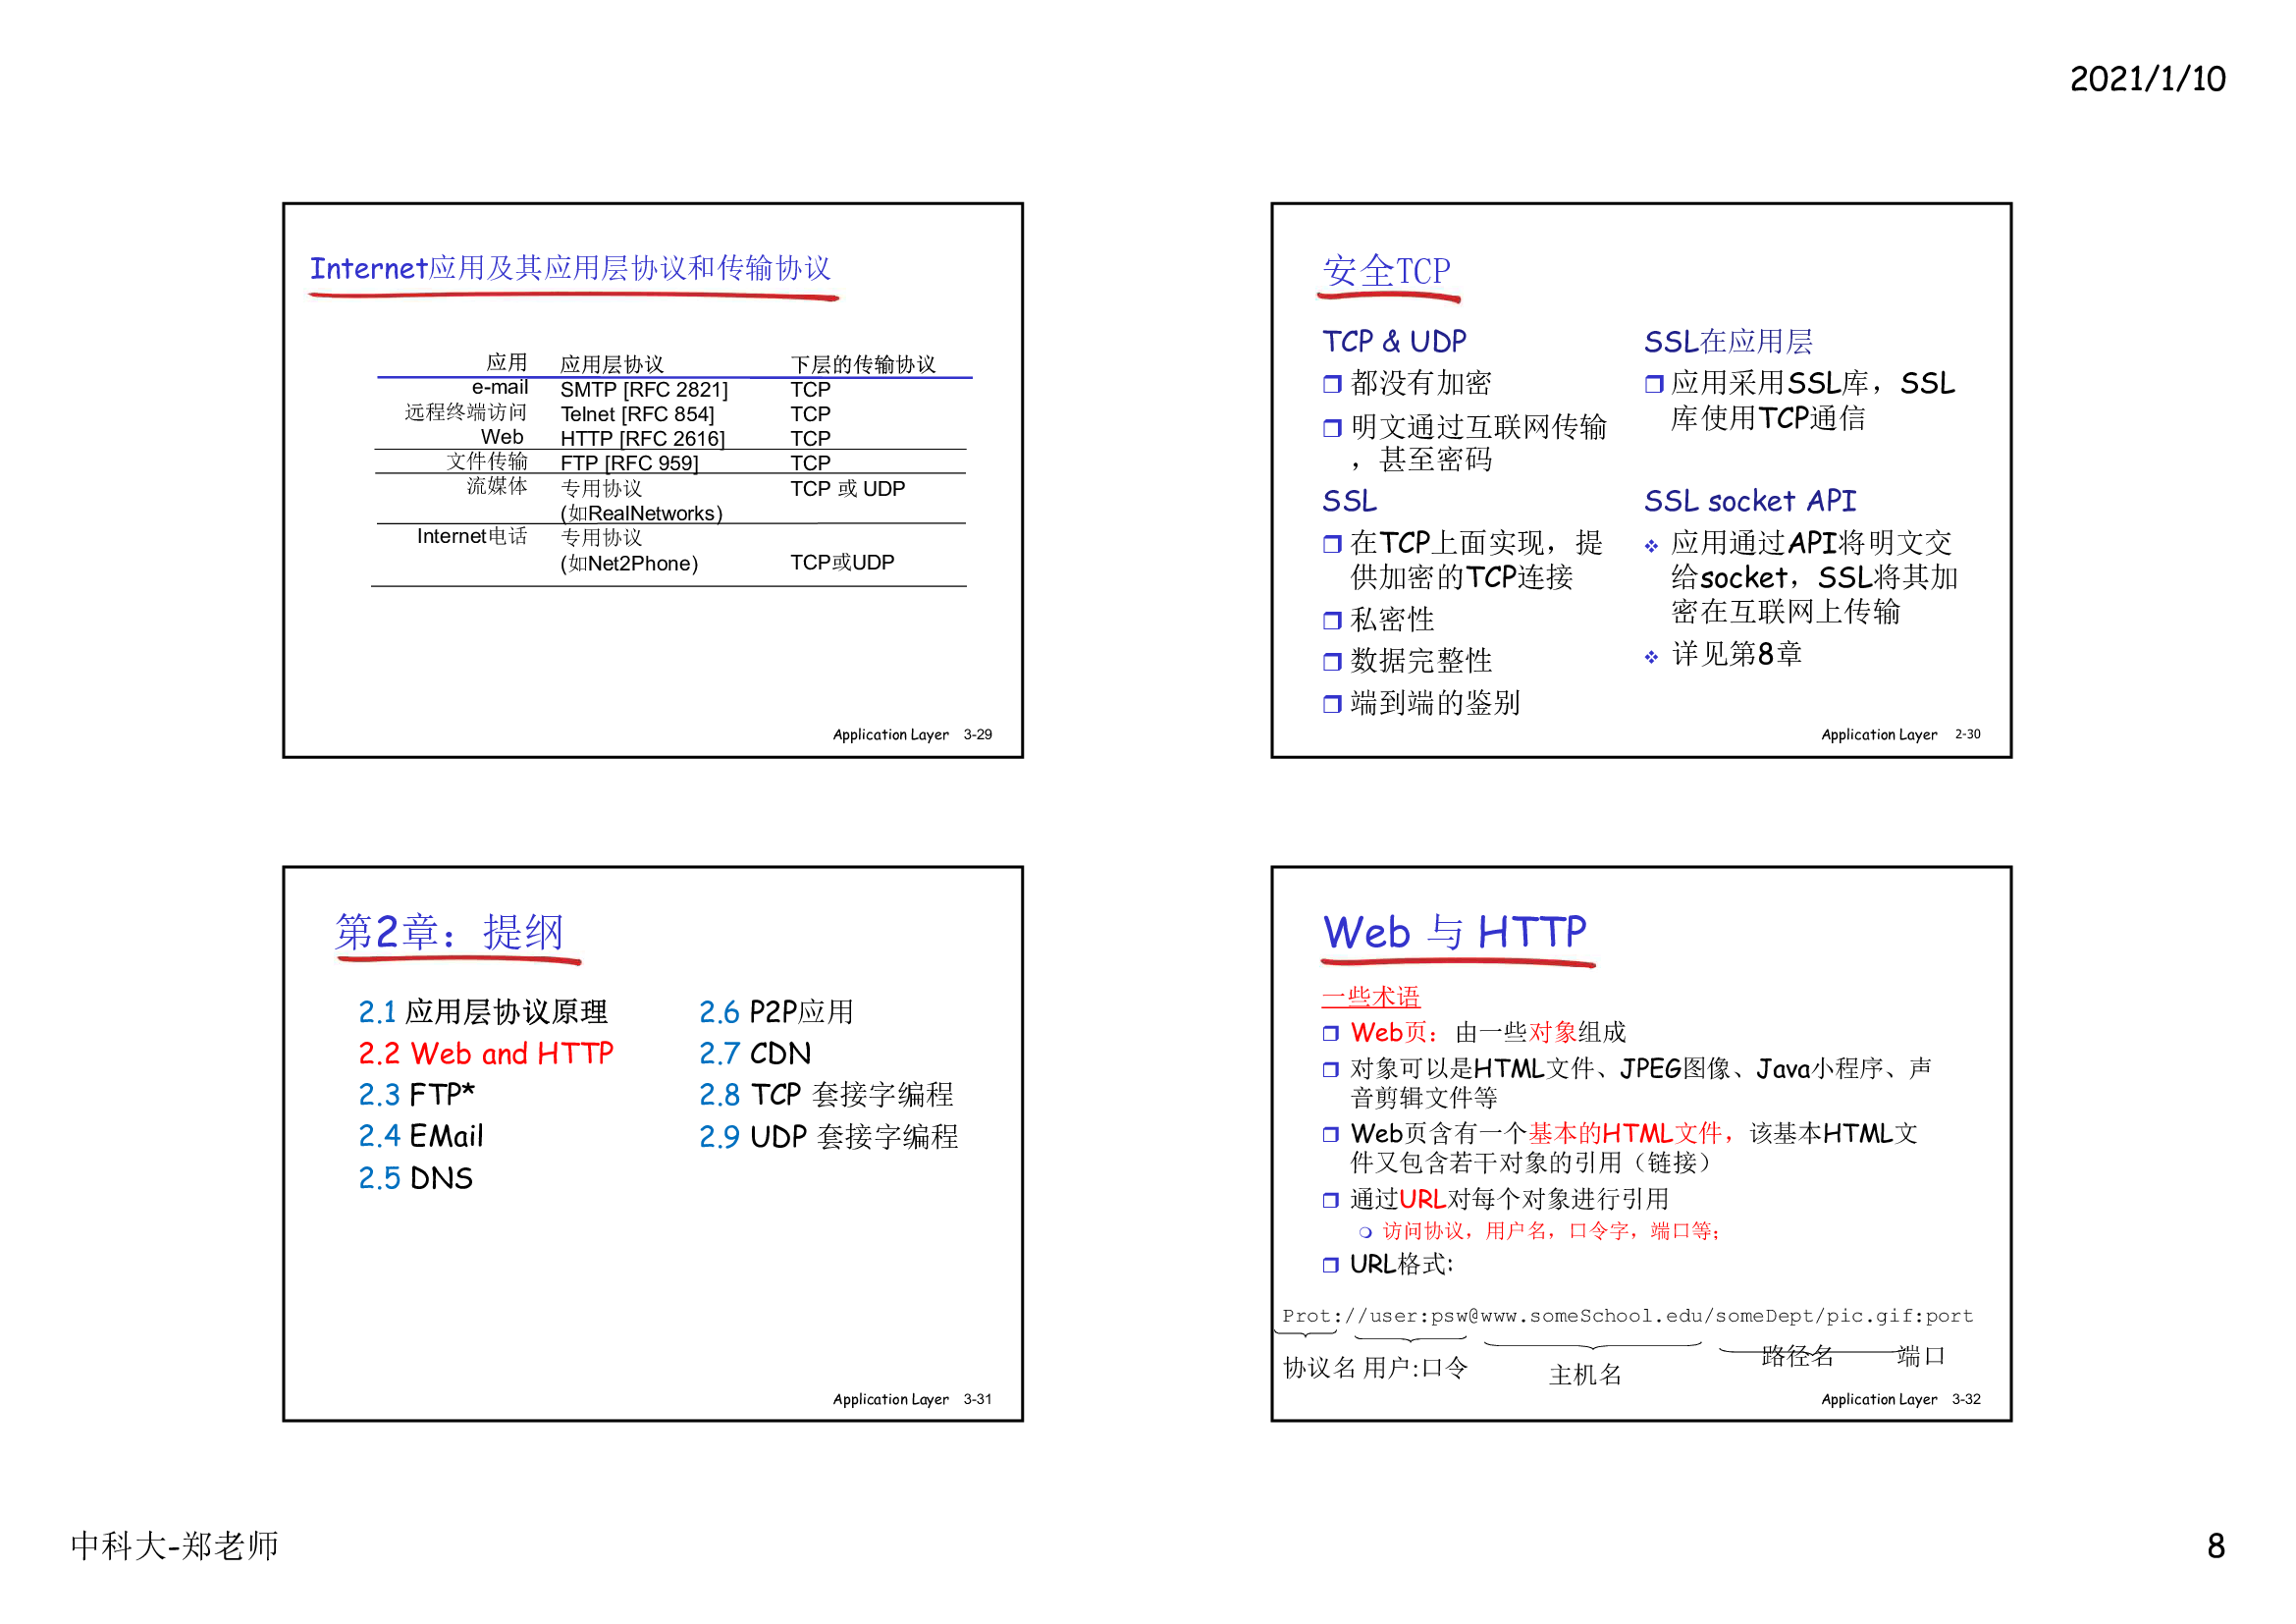 2021/1/10
Internet应用及其应用层协议和传输协议
应用 应用层协议 下层的传输协议
e-mail SMTP [RFC 2821] TCP
远程终端访问 Telnet [RFC 854] TCP
Web HTTP [RFC 2616] TCP
文件传输 FTP [RFC 959] TCP
流媒体 专用协议 TCP 或 UDP
(如RealNetworks)
Internet电话 专用协议
(如Net2Phone) TCP或UDP
Application Layer 3-29
安全TCP
TCP & UDP
❒ 都没有加密
❒ 明文通过互联网传输
，甚至密码
SSL
❒ 在TCP上面实现，提
供加密的TCP连接
❒ 私密性
❒ 数据完整性
❒ 端到端的鉴别
SSL在应用层
❒ 应用采用SSL库，SSL
库使用TCP通信
SSL socket API
❖ 应用通过API将明文交
给socket，SSL将其加
密在互联网上传输
❖ 详见第8章
Application Layer 2-30
第2章：提纲
2.1 应用层协议原理
2.2 Web and HTTP
2.3 FTP*
2.4 EMail
2.5 DNS
2.6 P2P应用
2.7 CDN
2.8 TCP 套接字编程
2.9 UDP 套接字编程
Application Layer 3-31
Web 与 HTTP
一些术语
❒ Web页：由一些对象组成
❒ 对象可以是HTML文件、JPEG图像、Java小程序、声
音剪辑文件等
❒ Web页含有一个基本的HTML文件，该基本HTML文
件又包含若干对象的引用（链接）
❒ 通过URL对每个对象进行引用
❍ 访问协议，用户名，口令字，端口等；
❒ URL格式:
Prot://user:psw@www.someSchool.edu/someDept/pic.gif:port
协议名 用户:口令 主机名 路径名 端口
Application Layer 3-32
中科大-郑老师
8